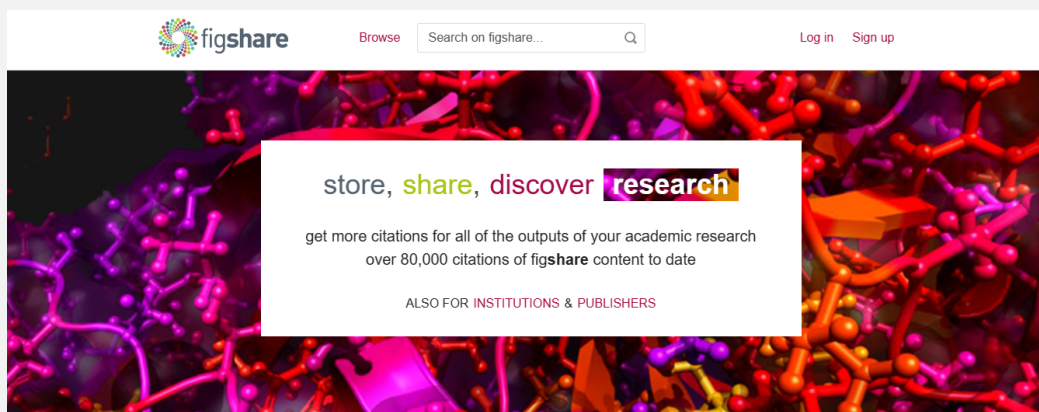 figshare
Browse
Search on figshare...
Log in Sign up
store, share, discover research
get more citations for all of the outputs of your academic research
over 80,000 citations of figshare content to date
ALSO FOR INSTITUTIONS & PUBLISHERS